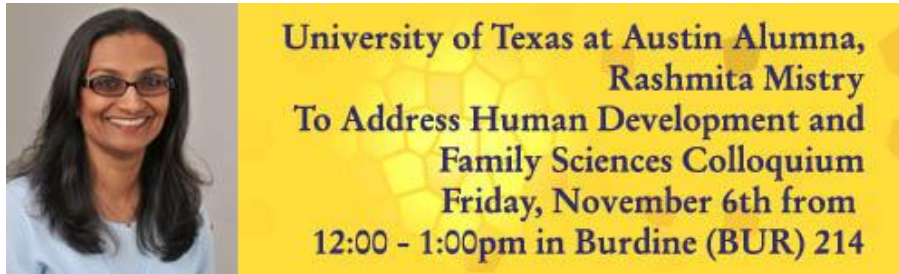 University of Texas at Austin Alumna,
Rashmita Mistry
To Address Human Development and
Family Sciences Colloquium
Friday, November 6th from
12:00 - 1:00pm in Burdine (BUR) 214